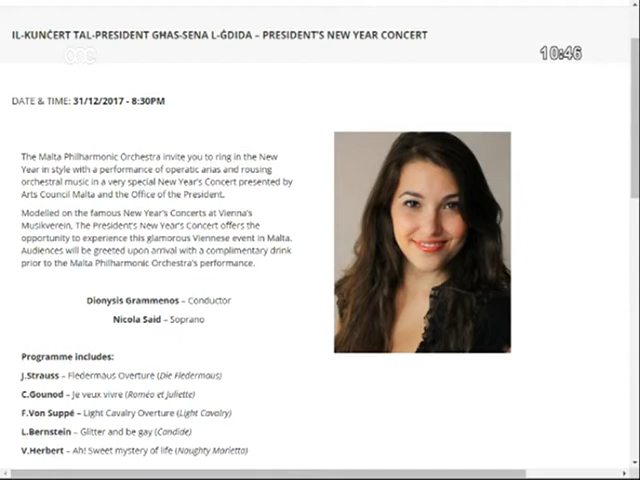 IL-KUNĊERT TAL-PRESIDENT GĦAS-SENA L-ĠDIDA – PRESIDENT'S NEW YEAR CONCERT
10:46
DATE & TIME: 31/12/2017 - 8:30PM
The Malta Philharmonic Orchestra invite you to ring in the New
Year in style with a performance of operatic arias and rousing
orchestral music in a very special New Year's Concert presented by
Arts Council Malta and the Office of the President.
Modelled on the famous New Year's Concerts at Vienna's
Musikverein, The President's New Year's Concert offers the
opportunity to experience this glamorous Viennese event in Malta.
Audiences will be greeted upon arrival with a complimentary drink
prior to the Malta Philharmonic Orchestra's performance.
Dionysis Grammenos – Conductor
Nicola Said – Soprano
Programme includes:
J.Strauss – Fledermaus Overture (Die Fledermaus)
C.Gounod – Je veux vivre (Roméo et Juliette)
F.Von Suppé – Light Cavalry Overture (Light Cavalry)
L.Bernstein – Glitter and be gay (Candide)
V.Herbert – Ah! Sweet mystery of life (Naughty Marietta)